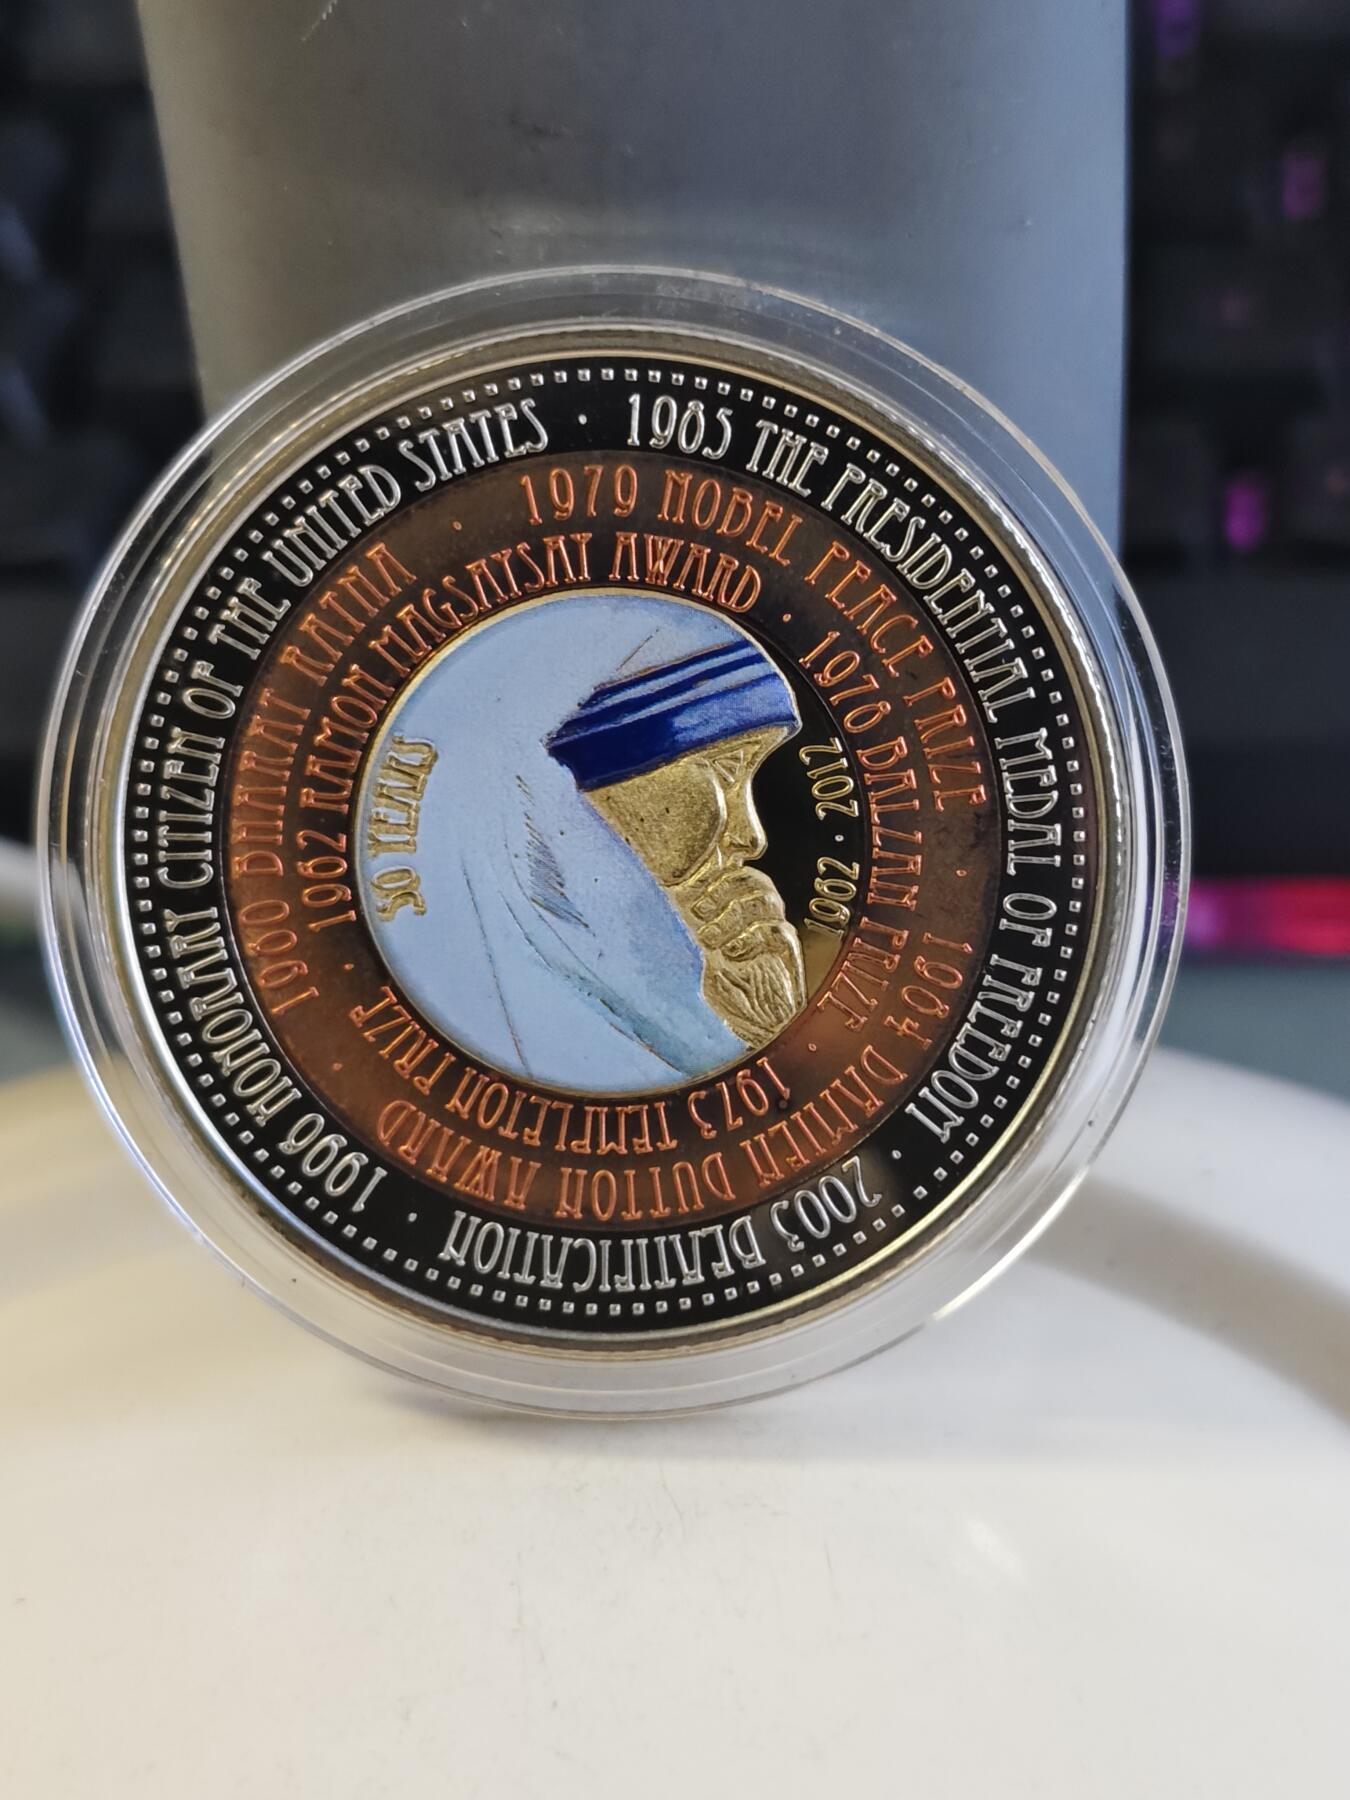 1985 THE PRESIDENTIAL MEDAL OF FREEDOM · 2003 BEATIFICATION · 1996 HONORARY CITIZEN OF THE UNITED STATES ·
1979 NOBEL PEACE PRIZE · 1984 DAMIEN DUTTON AWARD · 1980 BHARAT RATNA ·
1962 RAMON MAGSAYSAY AWARD · 1978 BALZAN PRIZE · 1973 TEMPLETON PRIZE ·
50 YEARS
1962 · 2012